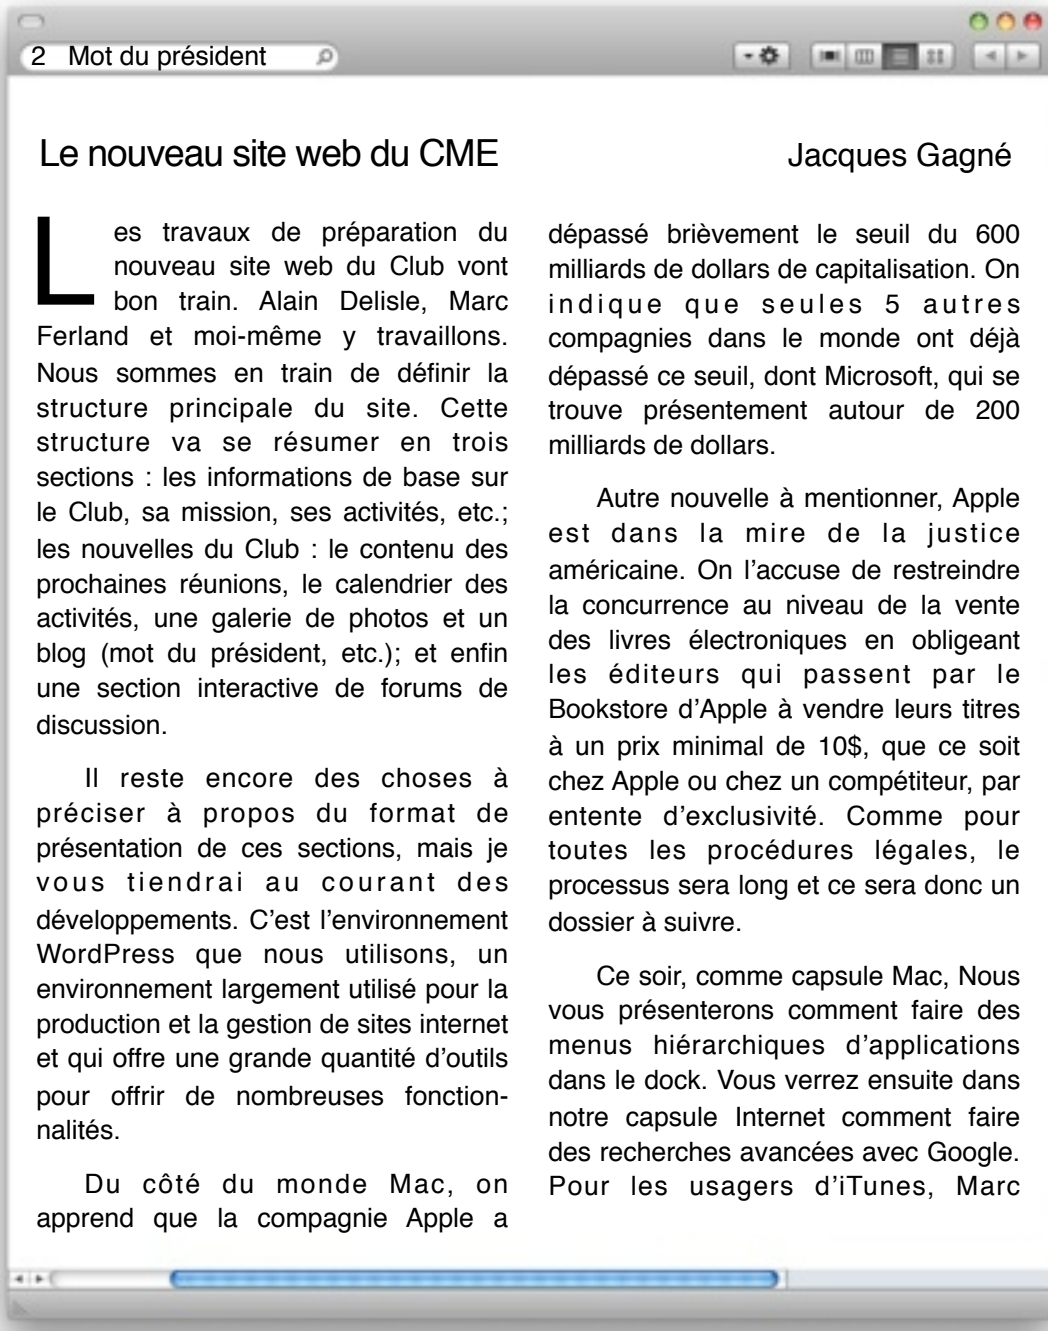 2 Mot du président
Le nouveau site web du CME
Jacques Gagné
Les travaux de préparation du
nouveau site web du Club vont
bon train. Alain Delisle, Marc
Ferland et moi-même y travaillons.
Nous sommes en train de définir la
structure principale du site. Cette
structure va se résumer en trois
sections : les informations de base sur
le Club, sa mission, ses activités, etc.;
les nouvelles du Club : le contenu des
prochaines réunions, le calendrier des
activités, une galerie de photos et un
blog (mot du président, etc.); et enfin
une section interactive de forums de
discussion.
Il reste encore des choses à
préciser à propos du format de
présentation de ces sections, mais je
vous tiendrai au courant des
développements. C’est l’environnement
WordPress que nous utilisons, un
environnement largement utilisé pour la
production et la gestion de sites internet
et qui offre une grande quantité d’outils
pour offrir de nombreuses fonction-
nalités.
Du côté du monde Mac, on
apprend que la compagnie Apple a
dépassé brièvement le seuil du 600
milliards de dollars de capitalisation. On
indique que seules 5 autres
compagnies dans le monde ont déjà
dépassé ce seuil, dont Microsoft, qui se
trouve présentement autour de 200
milliards de dollars.
Autre nouvelle à mentionner, Apple
est dans la mire de la justice
américaine. On l’accuse de restreindre
la concurrence au niveau de la vente
des livres électroniques en obligeant
les éditeurs qui passent par le
Bookstore d’Apple à vendre leurs titres
à un prix minimal de 10$, que ce soit
chez Apple ou chez un compétiteur, par
entente d’exclusivité. Comme pour
toutes les procédures légales, le
processus sera long et ce sera donc un
dossier à suivre.
Ce soir, comme capsule Mac, Nous
vous présenterons comment faire des
menus hiérarchiques d’applications
dans le dock. Vous verrez ensuite dans
notre capsule Internet comment faire
des recherches avancées avec Google.
Pour les usagers d’iTunes, Marc